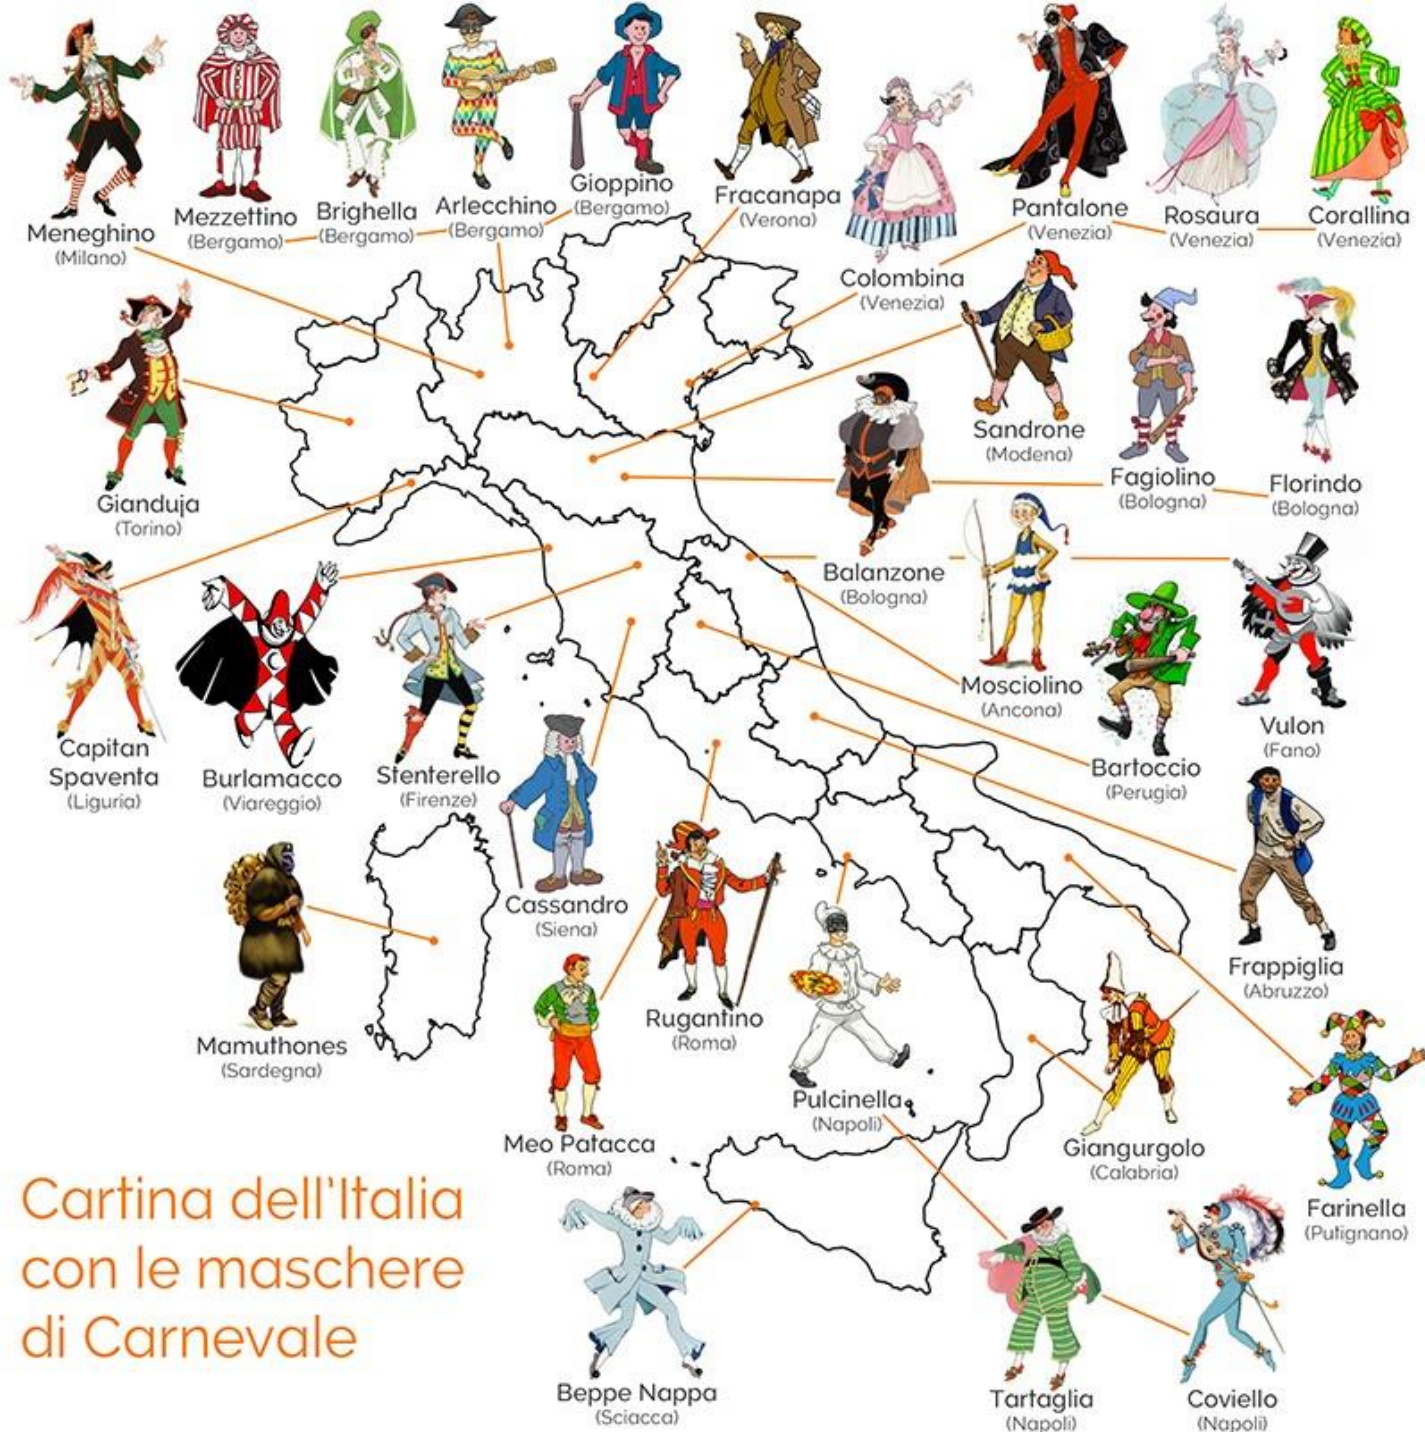 Meneghino
(Milano)
Mezzettino
(Bergamo)
Brighella
(Bergamo)
Arlecchino
(Bergamo)
Gioppino
(Bergamo)
Fracanapa
(Verona)
Colombina
(Venezia)
Pantalone
(Venezia)
Rosaura
(Venezia)
Corallina
(Venezia)
Gianduja
(Torino)
Sandrone
(Modena)
Fagiolino
(Bologna)
Florindo
(Bologna)
Balanzone
(Bologna)
Mosciolino
(Ancona)
Vulon
(Fano)
Capitan
Spaventa
(Liguria)
Burlamacco
(Viareggio)
Stenterello
(Firenze)
Bartoccio
(Perugia)
Cassandro
(Siena)
Frappiglia
(Abruzzo)
Mamuthones
(Sardegna)
Rugantino
(Roma)
Meo Patacca
(Roma)
Pulcinella
(Napoli)
Giangurgolo
(Calabria)
Farinella
(Putignano)
Cartina dell'Italia
con le maschere
di Carnevale
Beppe Nappa
(Sciacca)
Tartaglia
(Napoli)
Coviello
(Napoli)